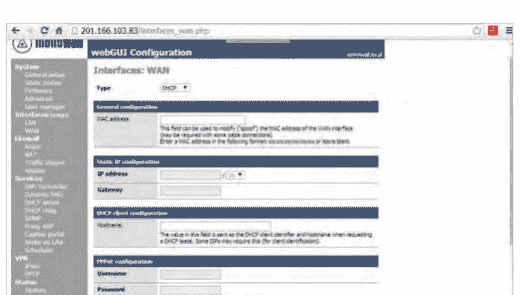 201.166.103.83/interfaces_wan.php
m0n0wall
webGUI Configuration
Interfaces: WAN
System
General setup
Static routes
Firmware
Advanced
User manager
Interfaces (assign)
LAN
WAN
Firewall
Rules
NAT
Traffic shaper
Aliases
Services
DNS forwarder
Dynamic DNS
DHCP server
DHCP relay
SNMP
Proxy ARP
Captive portal
Wake on LAN
Scheduler
VPN
IPsec
PPTP
Status
System
Type
DHCP
General configuration
MAC address
This field can be used to modify ("spoof") the MAC address of the WAN interface
(may be required with some cable connections)
Enter a MAC address in the following format: xx:xx:xx:xx:xx:xx or leave blank.
Static IP configuration
IP address
/ 31
Gateway
DHCP client configuration
Hostname
The value in this field is sent as the DHCP client identifier and hostname when requesting
a DHCP lease. Some ISPs may require this (for client identification).
PPPoE configuration
Username
Password